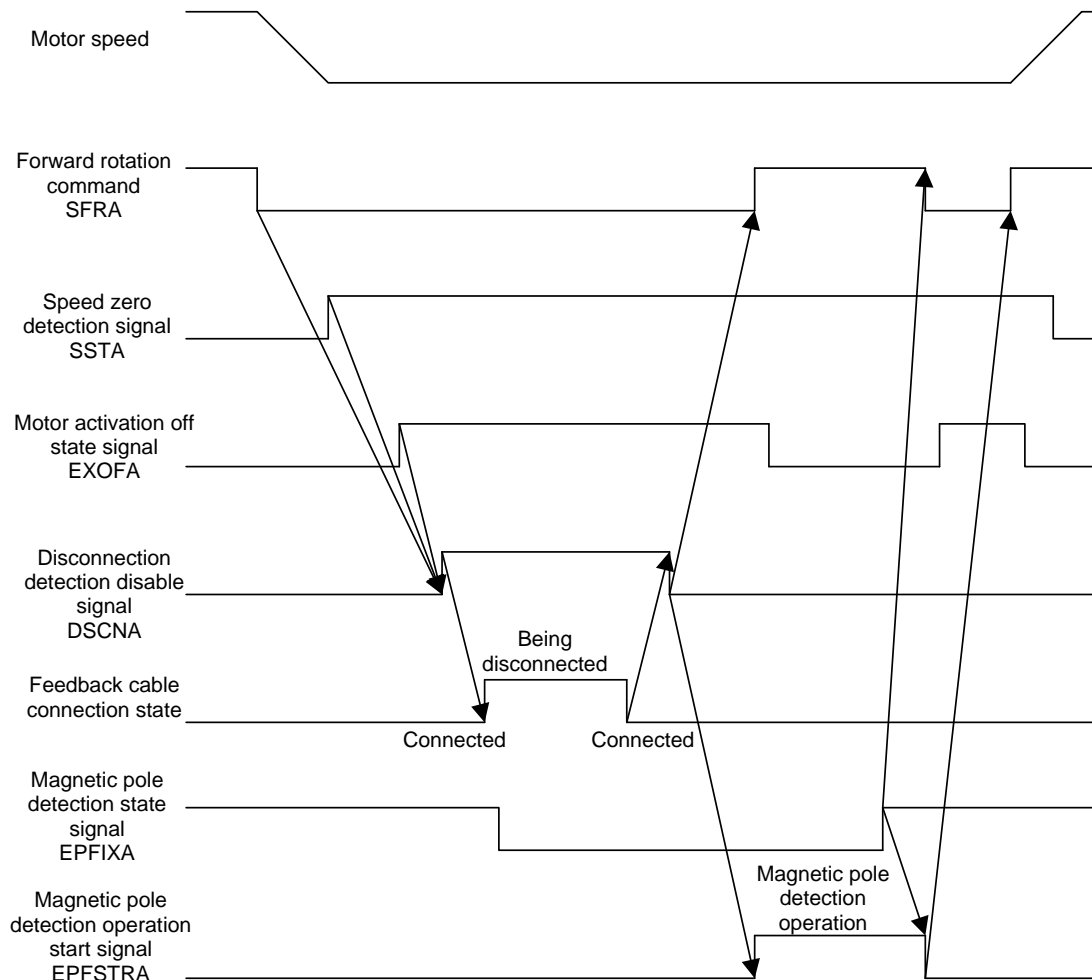 Motor speed
Forward rotation
command
SFRA
Speed zero
detection signal
SSTA
Motor activation off
state signal
EXOFA
Disconnection
detection disable
signal
DSCNA
Being
disconnected
Feedback cable
connection state
Connected
Connected
Magnetic pole
detection state
signal
EPFIXA
Magnetic pole
detection
operation
Magnetic pole
detection operation
start signal
EPFSTRA